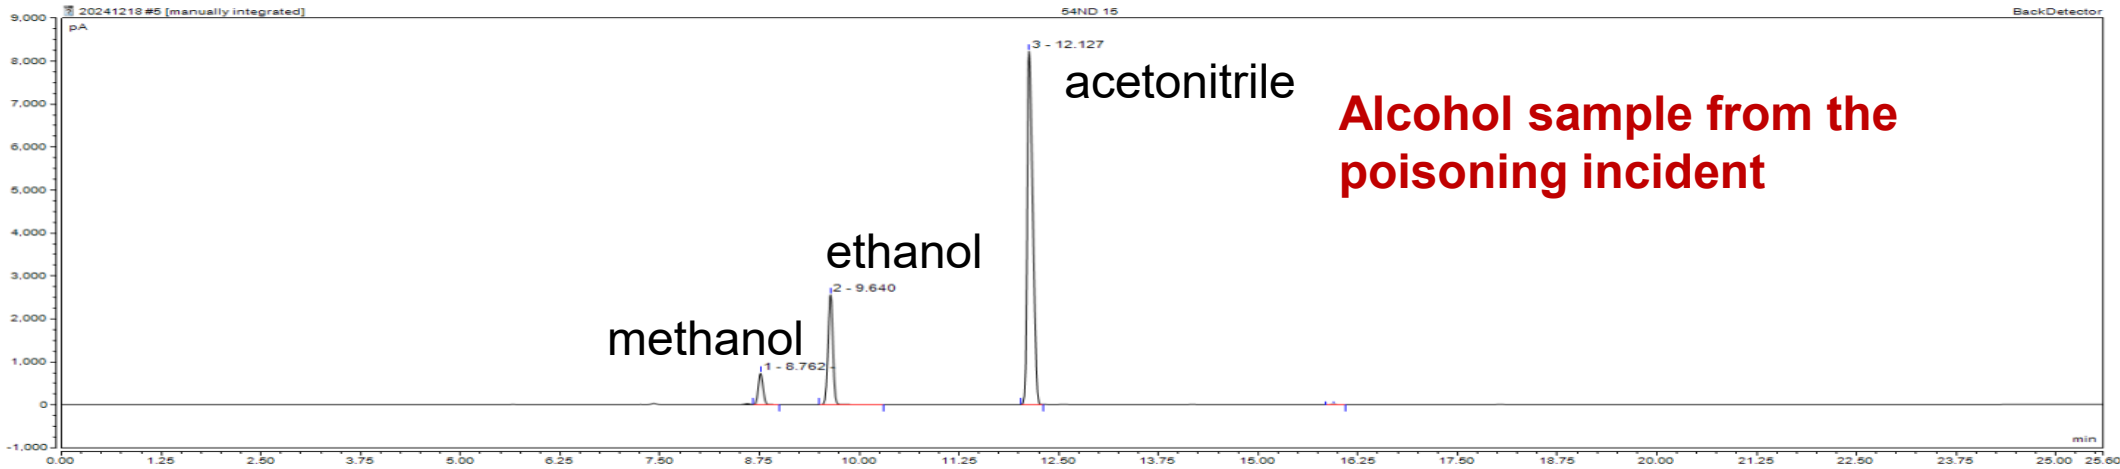 20241218 #5 [manually integrated]
54ND 15
BackDetector
9,000
pA
8,000
7,000
6,000
5,000
4,000
3,000
2,000
1,000
0
-1,000
3 - 12.127
acetonitrile
Alcohol sample from the
poisoning incident
ethanol
2 - 9.640
methanol
1 - 8.762
min
0.00 1.25 2.50 3.75 5.00 6.25 7.50 8.75 10.00 11.25 12.50 13.75 15.00 16.25 17.50 18.75 20.00 21.25 22.50 23.75 25.00 25.60